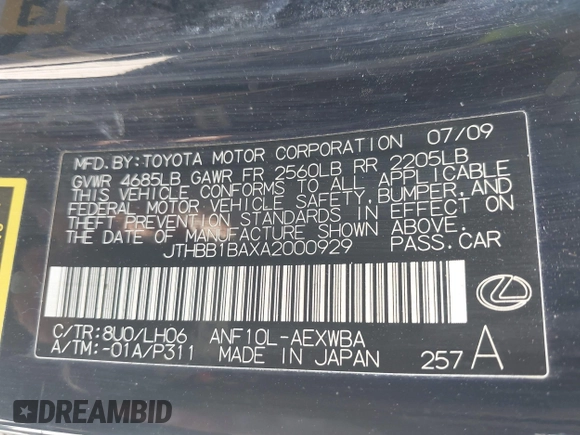 MFD. BY: TOYOTA MOTOR CORPORATION 07/09
GVWR 4685LB GAWR FR 2560LB RR 2205LB
THIS VEHICLE CONFORMS TO ALL APPLICABLE
FEDERAL MOTOR VEHICLE SAFETY, BUMPER, AND
THEFT PREVENTION STANDARDS IN EFFECT ON
THE DATE OF MANUFACTURE SHOWN ABOVE.
JTHBB1BAXA2000929 PASS. CAR
C/TR: 8U0/LH06 ANF10L-AEXWBA
A/TM: -01A/P311 MADE IN JAPAN 257 A
DREAMBID